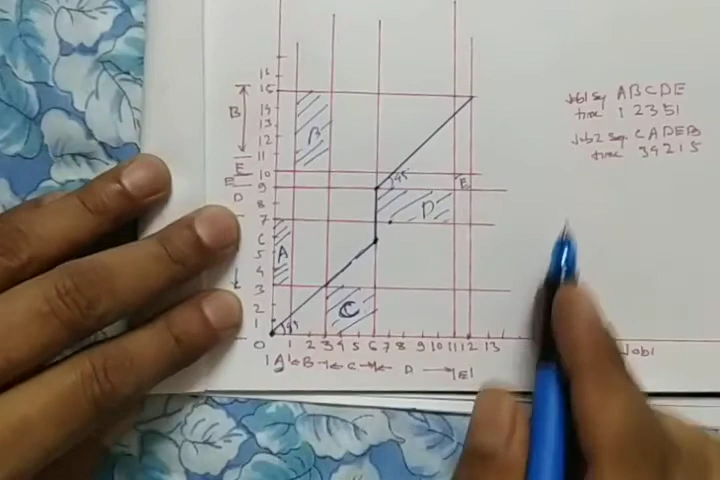 Job1 Seq A B C D E
time 1 2 3 5 1
Job2 Seq C A D E B
time 3 4 2 1 5
16
15
14
13
12
11
10
9
8
7
6
5
4
3
2
1
0
B
E
D
B
A
C
D
E
45
45
1 2 3 4 5 6 7 8 9 10 11 12 13
A B C D E
Job1